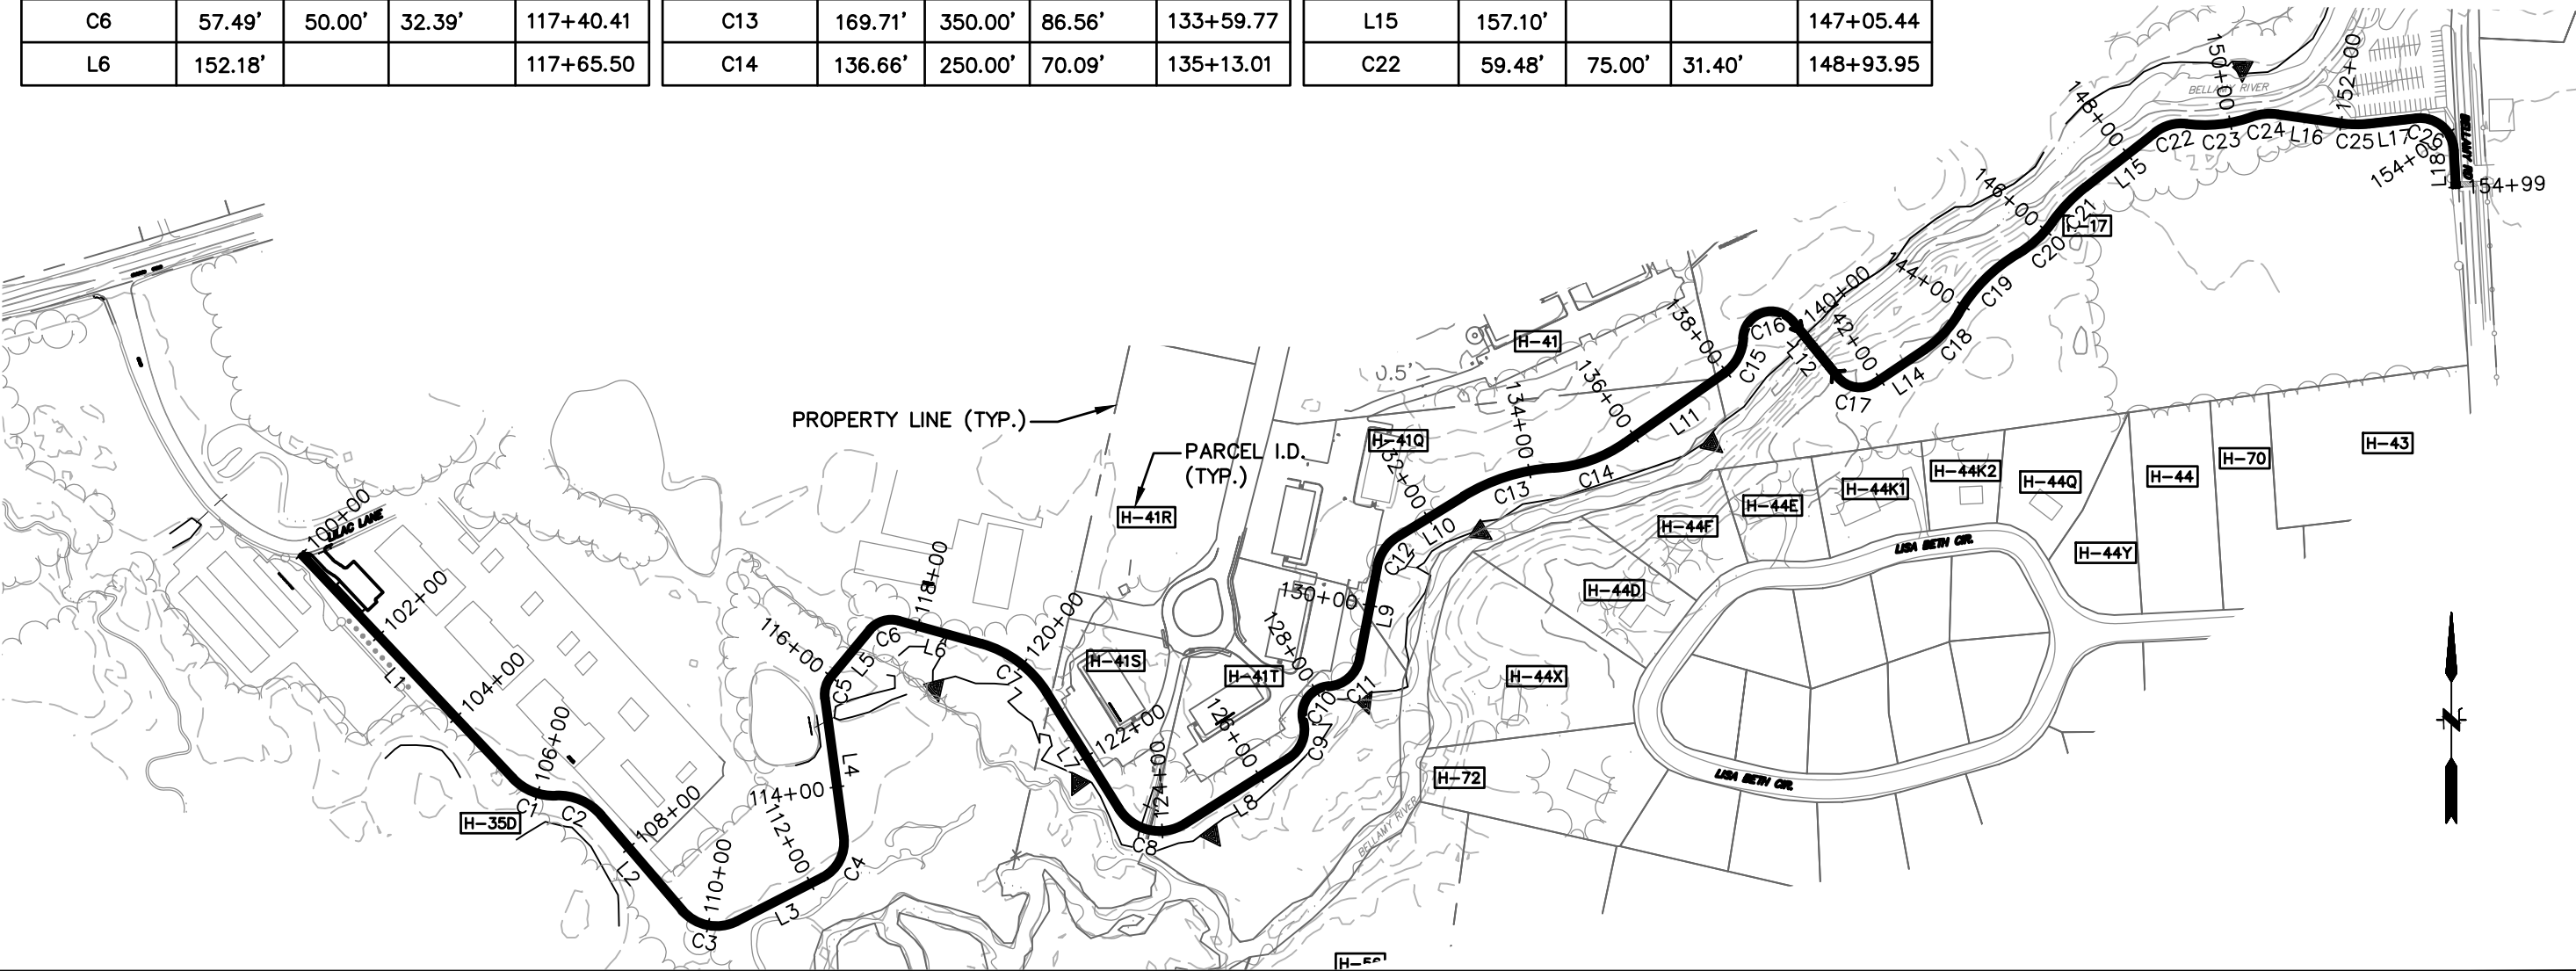 C6 57.49' 50.00' 32.39' 117+40.41
L6 152.18' 117+65.50
C13 169.71' 350.00' 86.56' 133+59.77
C14 136.66' 250.00' 70.09' 135+13.01
L15 157.10' 147+05.44
C22 59.48' 75.00' 31.40' 148+93.95
BELLAMY RIVER
150+00
152+00
148+00
C22
C23
C24
L16
C25
L17
C26
154+00
L18
BELLAMY RD
154+99
L15
146+00
C21
C20
144+00
C19
C18
L14
C17
140+00
42+00
L12
C16
C15
138+00
H-41
0.5'
136+00
134+00
L11
PROPERTY LINE (TYP.)
PARCEL I.D.
(TYP.)
H-41R
H-41Q
32+00
C14
C13
L10
C12
H-43
H-70
H-44
H-44Q
H-44K2
H-44K1
H-44E
H-44F
H-44Y
H-44D
H-44X
H-72
LISA BETH CIR.
LISA BETH CIR.
100+00
LILAC LANE
102+00
L1
104+00
106+00
C1
C2
H-35D
108+00
L2
110+00
C3
L3
112+00
C4
114+00
L4
C5
116+00
L5
C6
118+00
L6
120+00
C7
H-41S
H-41T
L7
122+00
124+00
C8
L8
126+00
C9
C10
C11
128+00
130+00
L9
BELLAMY RIVER
N